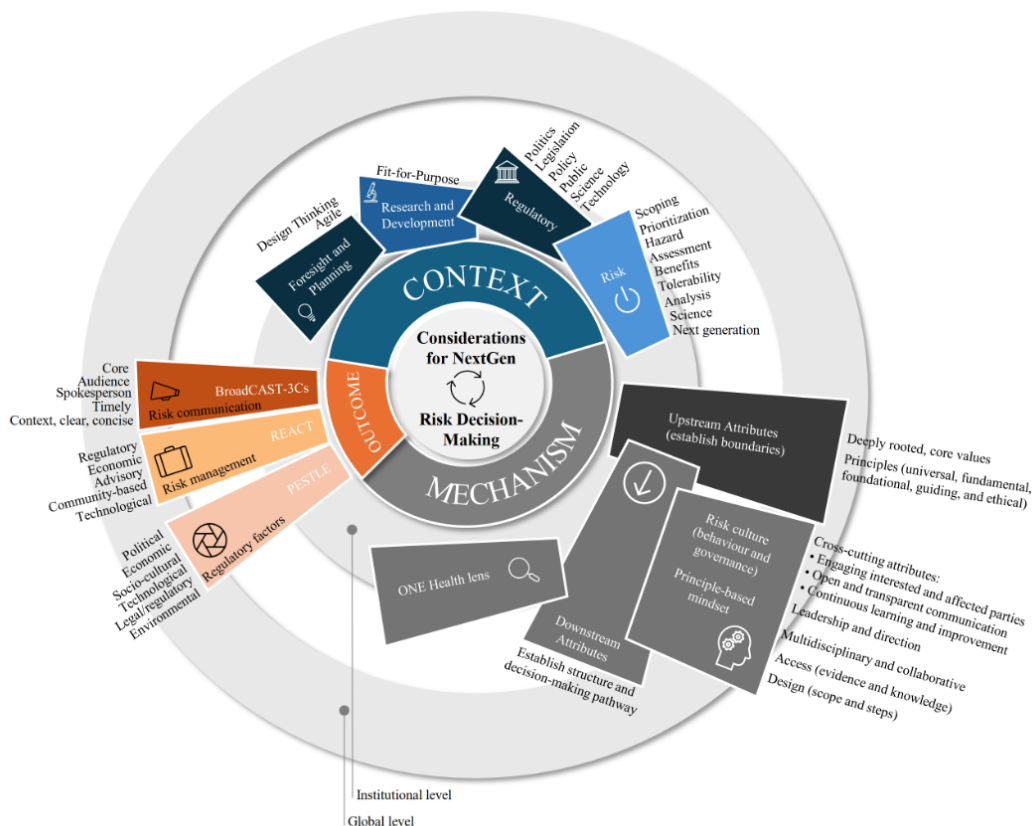 Considerations
for NextGen
Risk Decision-
Making
CONTEXT
MECHANISM
OUTCOME
Design Thinking
Agile
Foresight and
Planning
Fit-for-Purpose
Research and
Development
Politics
Legislation
Policy
Public
Science
Technology
Regulatory
Scoping
Prioritization
Hazard
Assessment
Benefits
Tolerability
Analysis
Science
Next generation
Risk
Core
Audience
Spokesperson
Timely
Context, clear, concise
BroadCAST-3Cs
Risk communication
Regulatory
Economic
Advisory
Community-based
Technological
REACT
Risk management
Political
Economic
Socio-cultural
Technological
Legal/regulatory
Environmental
PESTLE
Regulatory factors
Upstream Attributes
(establish boundaries)
Deeply rooted, core values
Principles (universal, fundamental,
foundational, guiding, and ethical)
Risk culture
(behaviour and
governance)
Principle-based
mindset
Cross-cutting attributes:
• Engaging interested and affected parties
• Open and transparent communication
• Continuous learning and improvement
Leadership and direction
Multidisciplinary and collaborative
Access (evidence and knowledge)
Design (scope and steps)
Downstream
Attributes
Establish structure and
decision-making pathway
ONE Health lens
Institutional level
Global level